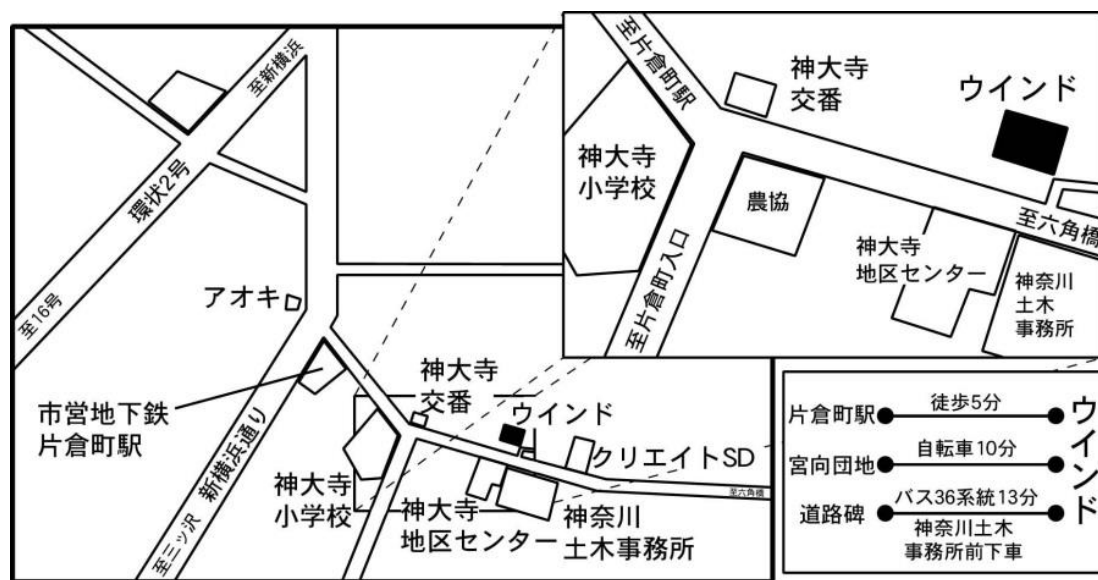 至新横浜
環状2号
至16号
アオキ
市営地下鉄
片倉町駅
新横浜通り
至三ッ沢
神大寺
交番
ウインド
クリエイトSD
至六角橋
神大寺
小学校
神大寺
地区センター
神奈川
土木事務所
至片倉町駅
神大寺
交番
ウインド
神大寺
小学校
農協
至六角橋
至片倉町入口
神大寺
地区センター
神奈川
土木
事務所
片倉町駅
徒歩5分
宮向団地
自転車10分
道路碑
バス36系統13分
神奈川土木
事務所前下車
ウインド